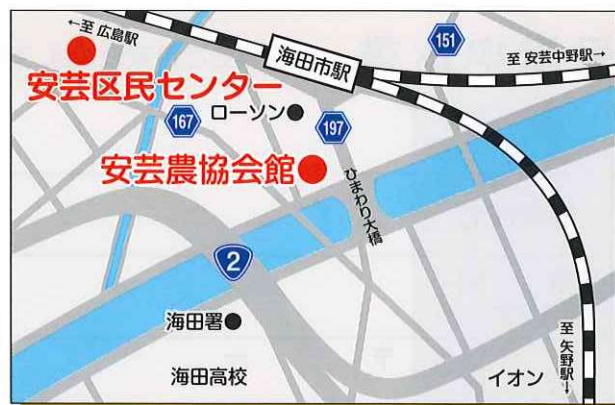 ←至 広島駅
安芸区民センター
海田市駅
151
至 安芸中野駅→
167
ローソン
197
安芸農協会館
ひまわり大橋
2
海田署
海田高校
イオン
至 矢野駅→